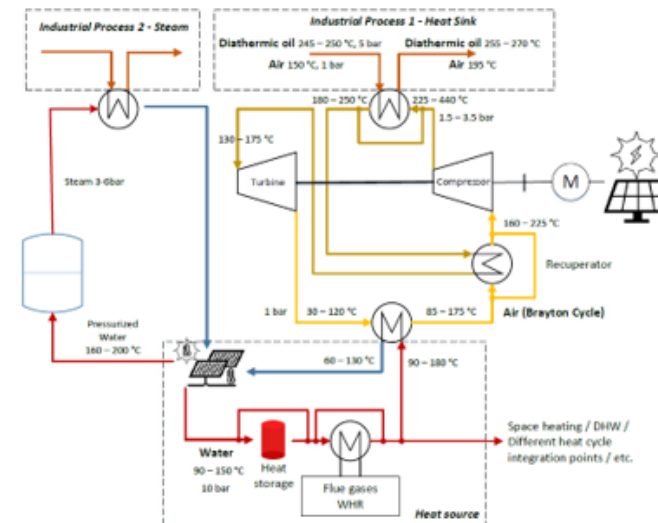 Industrial Process 2 - Steam
Industrial Process 1 - Heat Sink
Diathermic oil 245 – 250 °C, 5 bar
Diathermic oil 255 – 270 °C
Air 150 °C, 1 bar
Air 195 °C
180 – 250 °C
225 – 440 °C
1.5 – 3.5 bar
130 – 175 °C
Steam 3-6bar
Turbine
Compressor
M
160 – 225 °C
Recuperator
1 bar
30 – 120 °C
85 – 175 °C
Air (Brayton Cycle)
Pressurized
Water
160 – 200 °C
60 – 130 °C
90 – 180 °C
Water
90 – 150 °C
10 bar
Heat
storage
Flue gases
WHR
Space heating / DHW /
Different heat cycle
integration points / etc.
Heat source